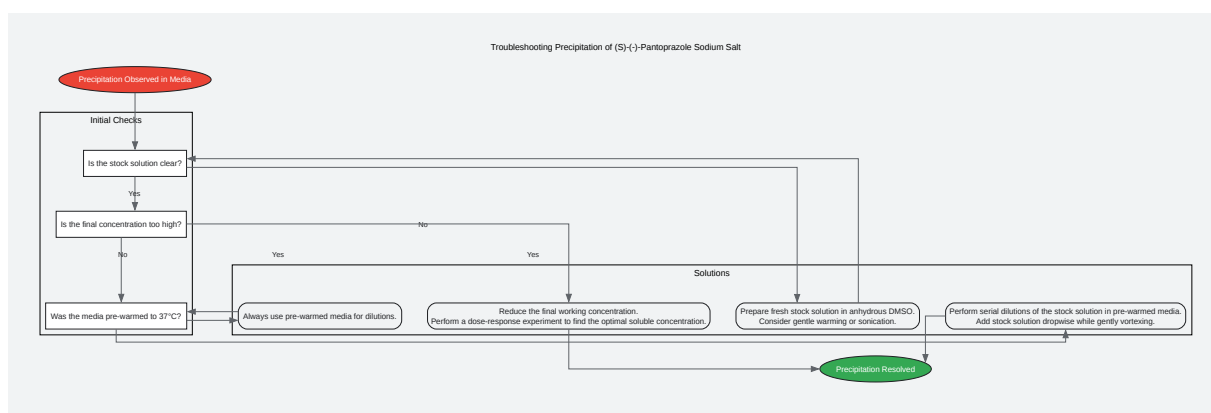 Troubleshooting Precipitation of (S)-(-)-Pantoprazole Sodium Salt
Precipitation Observed in Media
Initial Checks
Is the stock solution clear?
Yes
Is the final concentration too high?
No
No
Yes
Yes
Solutions
Was the media pre-warmed to 37°C?
Always use pre-warmed media for dilutions.
Reduce the final working concentration.
Perform a dose-response experiment to find the optimal soluble concentration.
Prepare fresh stock solution in anhydrous DMSO.
Consider gentle warming or sonication.
Perform serial dilutions of the stock solution in pre-warmed media.
Add stock solution dropwise while gently vortexing.
Precipitation Resolved